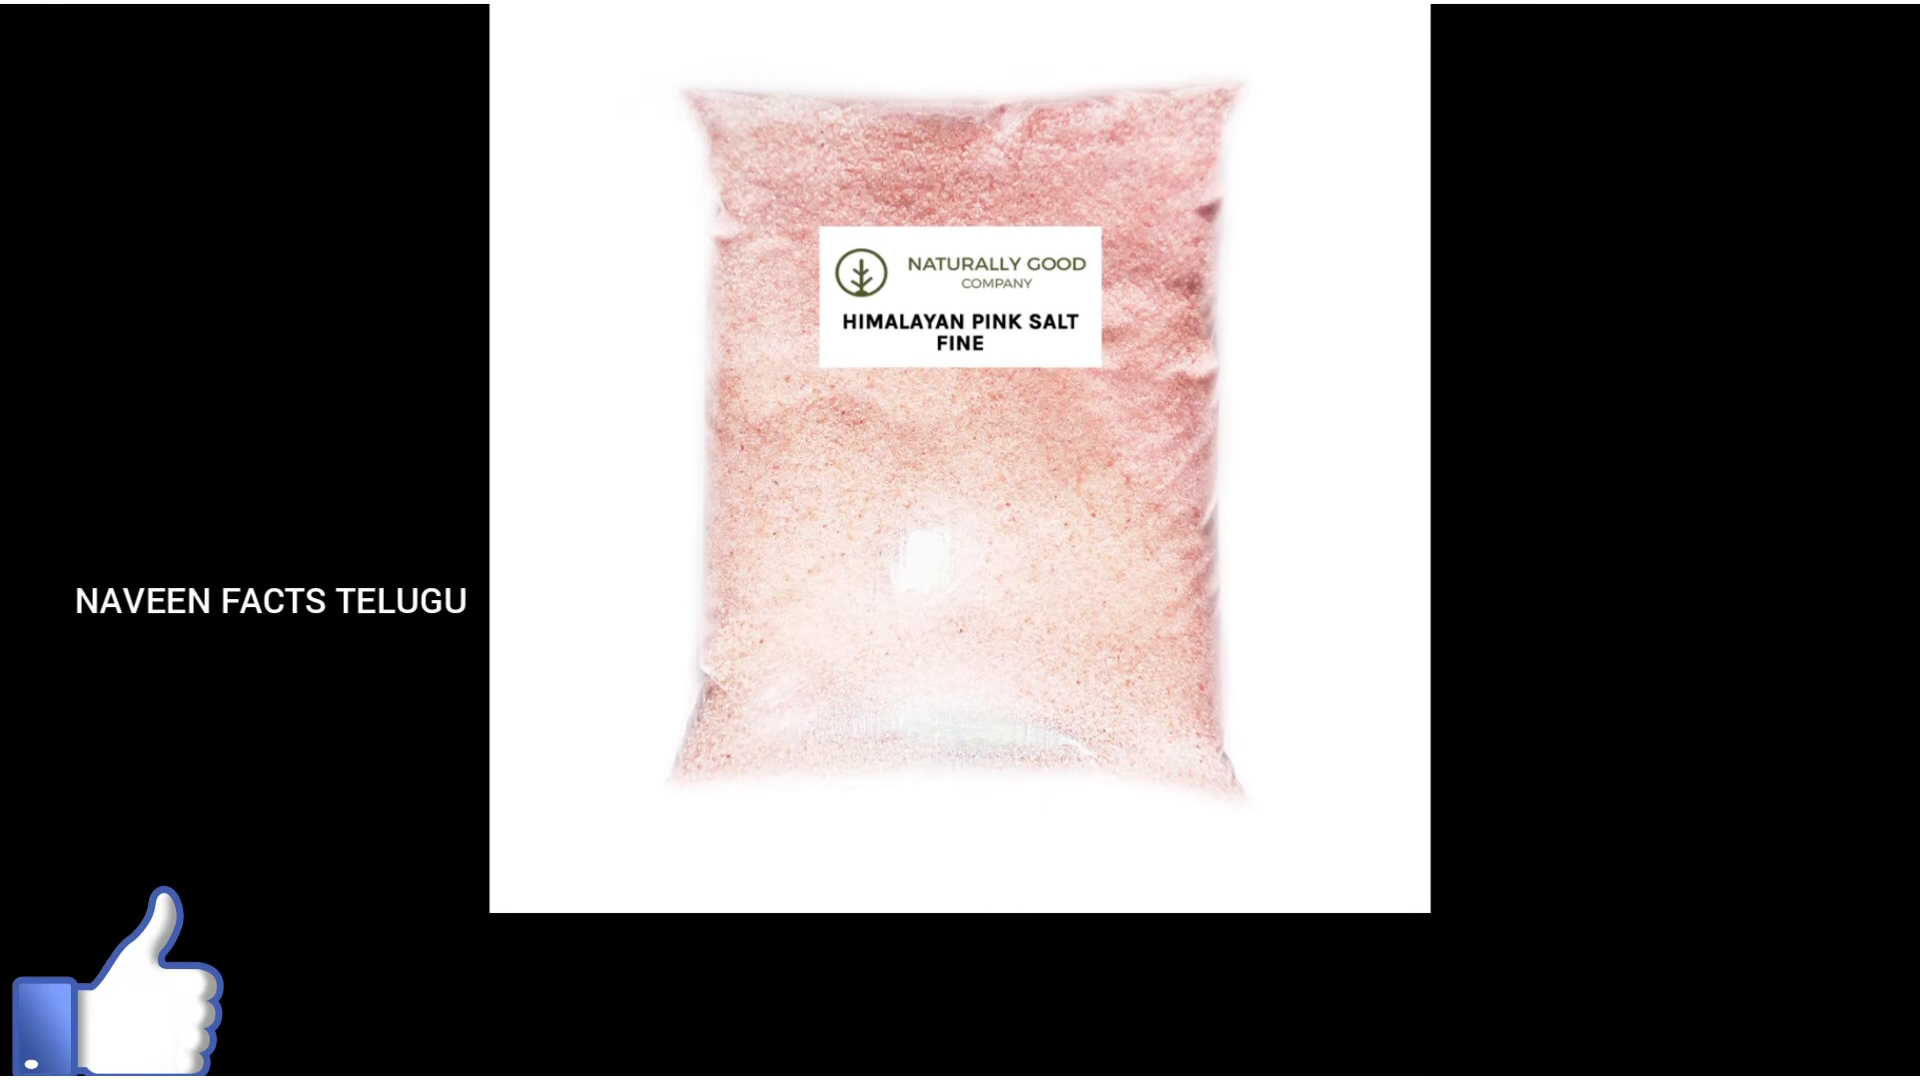 NATURALLY GOOD
COMPANY
HIMALAYAN PINK SALT
FINE
NAVEEN FACTS TELUGU